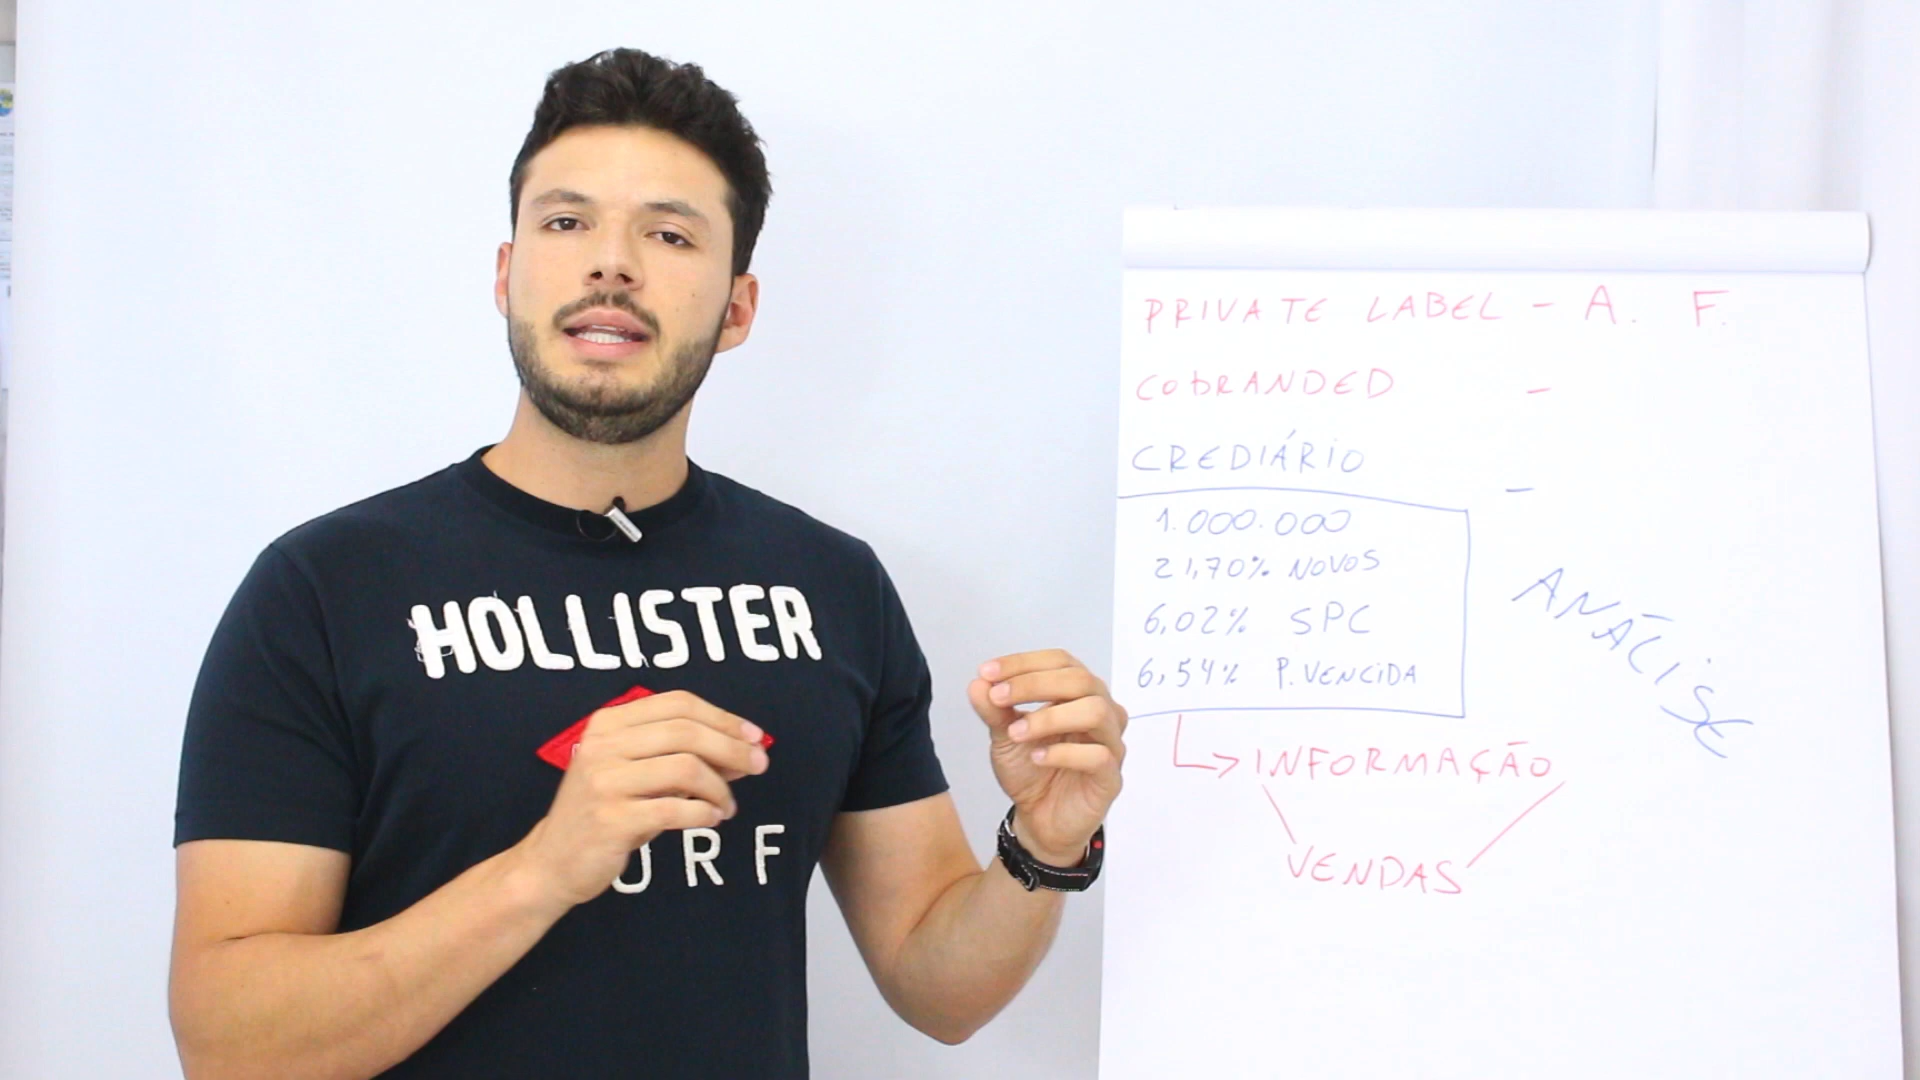 HOLLISTER
URF
PRIVATE LABEL - A. F.
COBRANDED -
CREDIÁRIO -
1.000.000
21,70% NOVOS
6,02% SPC
6,54% P. VENCIDA
ANÁLISE
INFORMAÇÃO
VENDAS